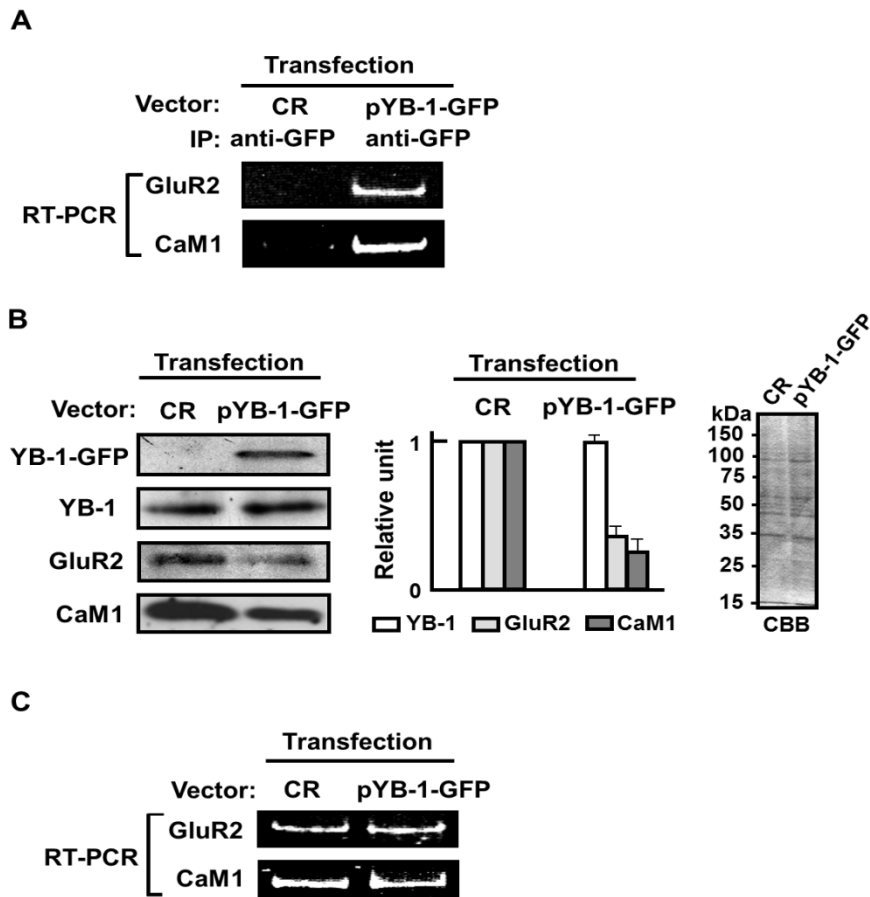 A
Transfection
Vector: CR pYB-1-GFP
IP: anti-GFP anti-GFP
RT-PCR
GluR2
CaM1
B
Transfection
Vector: CR pYB-1-GFP
YB-1-GFP
YB-1
GluR2
CaM1
Transfection
CR pYB-1-GFP
Relative unit
1
0
YB-1 GluR2 CaM1
CR pYB-1-GFP
kDa
150
100
75
50
35
25
15
CBB
C
Transfection
Vector: CR pYB-1-GFP
RT-PCR
GluR2
CaM1